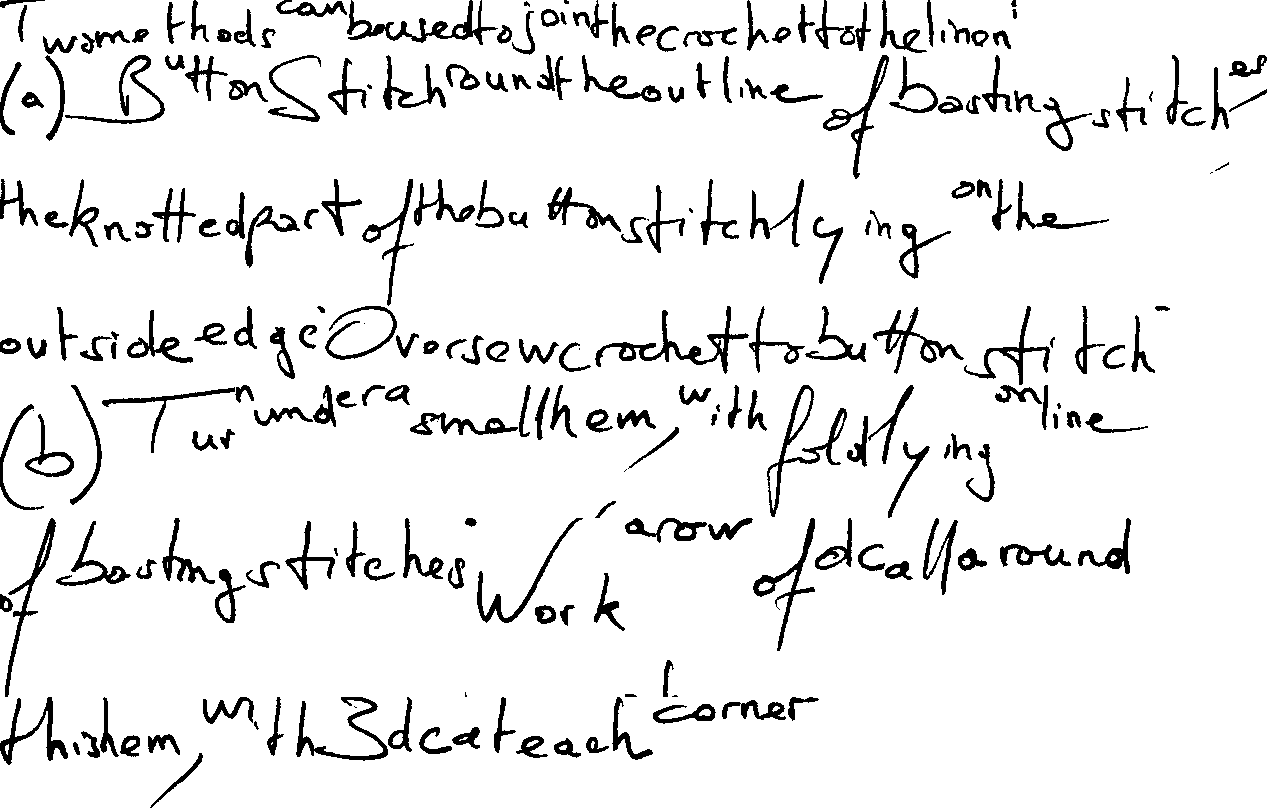 Two methods can be used to join the crochet to the linen:
(a) Button Stitch round the outline of basting stitches
the knotted part of the button stitch lying on the
outside edge. Oversew crochet to button stitch.
(b) Turn under a small hem, with fold lying on line
of basting stitches. Work a row of dc all around
this hem, with 3 dc at each corner